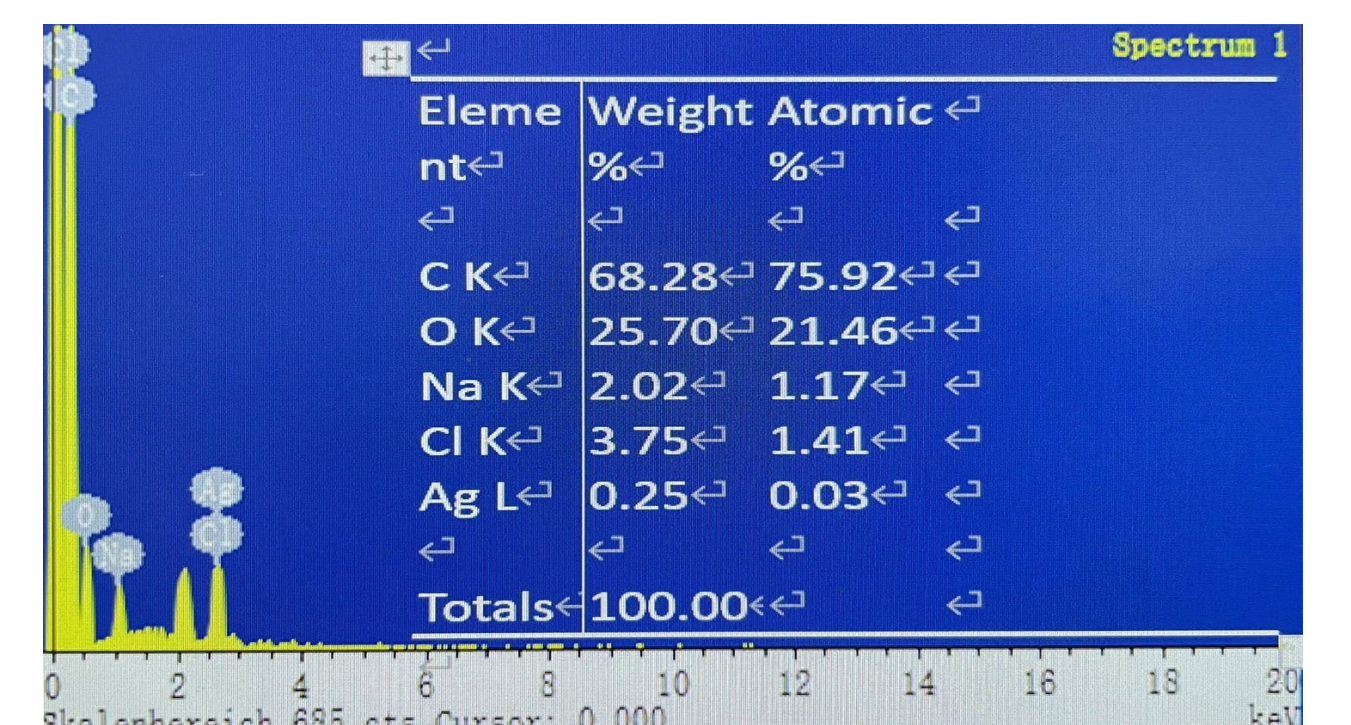 Spectrum 1
Eleme Weight Atomic
nt % %
C K 68.28 75.92
O K 25.70 21.46
Na K 2.02 1.17
Cl K 3.75 1.41
Ag L 0.25 0.03
Totals 100.00
Cl
C
Ag
O
Cl
Na
0 2 4 6 8 10 12 14 16 18 20
Skalenbereich 685 cts Cursor: 0.000 keV